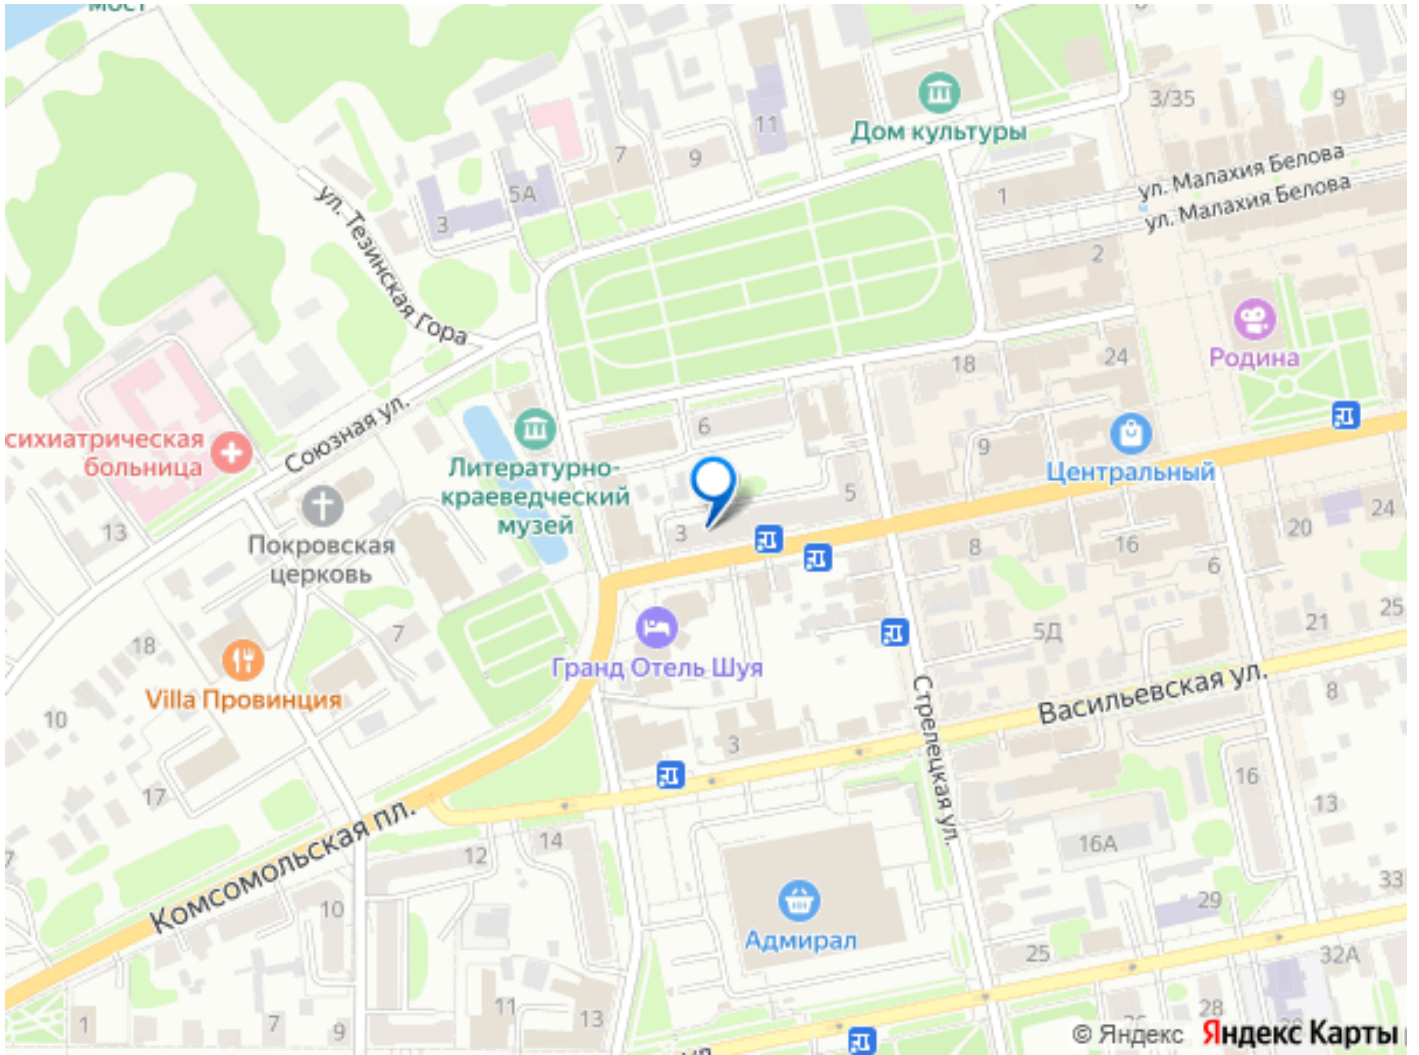 мост
3/35
9
Дом культуры
11
7
9
ул. Малахия Белова
ул. Малахия Белова
5А
3
1
2
ул. Тезинская Гора
Родина
18
24
Союзная ул.
сихиатрическая
больница
6
9
Центральный
Литературно-
краеведческий
музей
5
3
13
Покровская
церковь
8
16
20
24
6
7
18
5Д
21
25
Гранд Отель Шуя
Villa Провинция
10
Стрелецкая ул.
Васильевская ул.
8
3
17
16
13
Комсомольская пл.
14
12
16А
7
10
33
29
Адмирал
25
32А
1
7
9
11
13
28
© Яндекс
Яндекс Карты